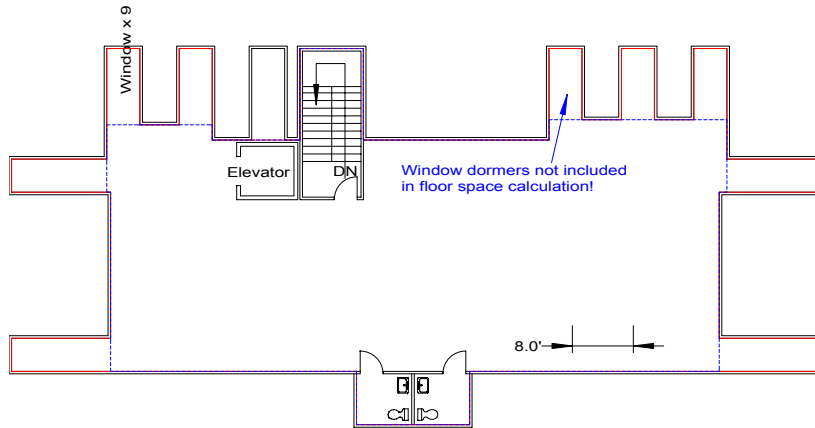 Window x 9
Elevator
DN
Window dormers not included
in floor space calculation!
8.0'